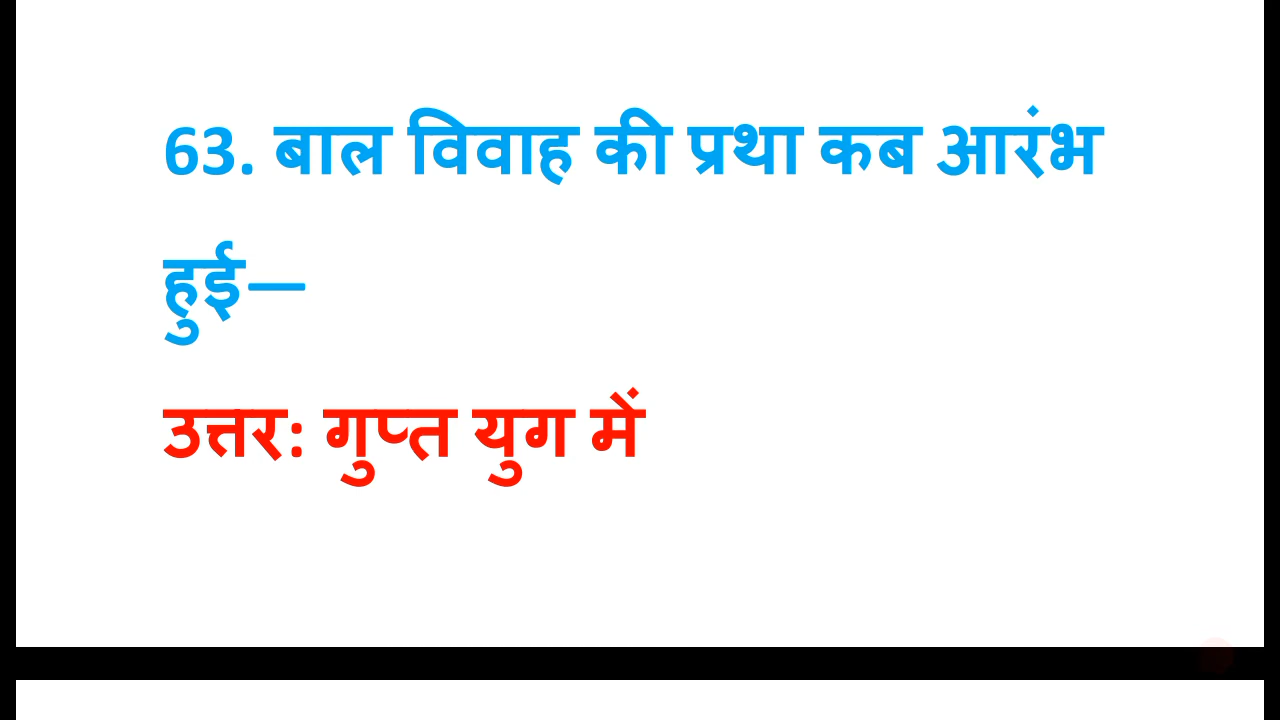 63. बाल विवाह की प्रथा कब आरंभ
हुई—
उत्तर: गुप्त युग में